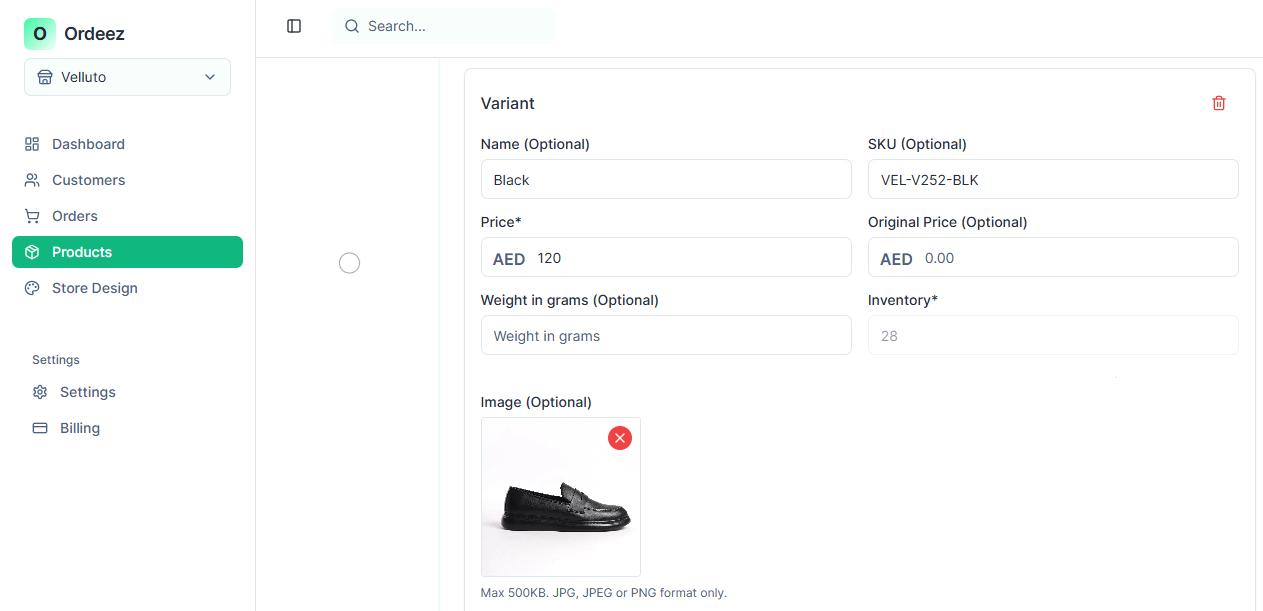 O Ordeez
Search...
Velluto
Dashboard
Customers
Orders
Products
Store Design
Settings
Settings
Billing
Variant
Name (Optional) SKU (Optional)
Black VEL-V252-BLK
Price* Original Price (Optional)
AED 120 AED 0.00
Weight in grams (Optional) Inventory*
Weight in grams 28
Image (Optional)
Max 500KB. JPG, JPEG or PNG format only.